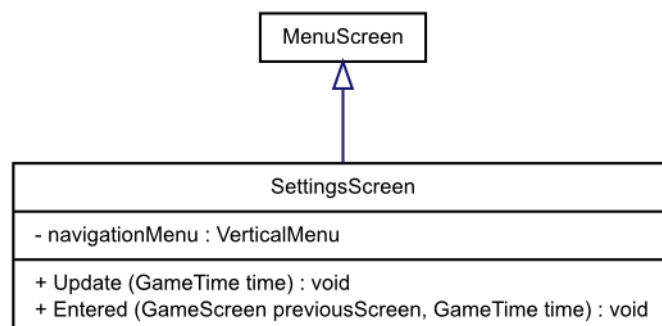 MenuScreen
SettingsScreen
- navigationMenu : VerticalMenu
+ Update (GameTime time) : void
+ Entered (GameScreen previousScreen, GameTime time) : void